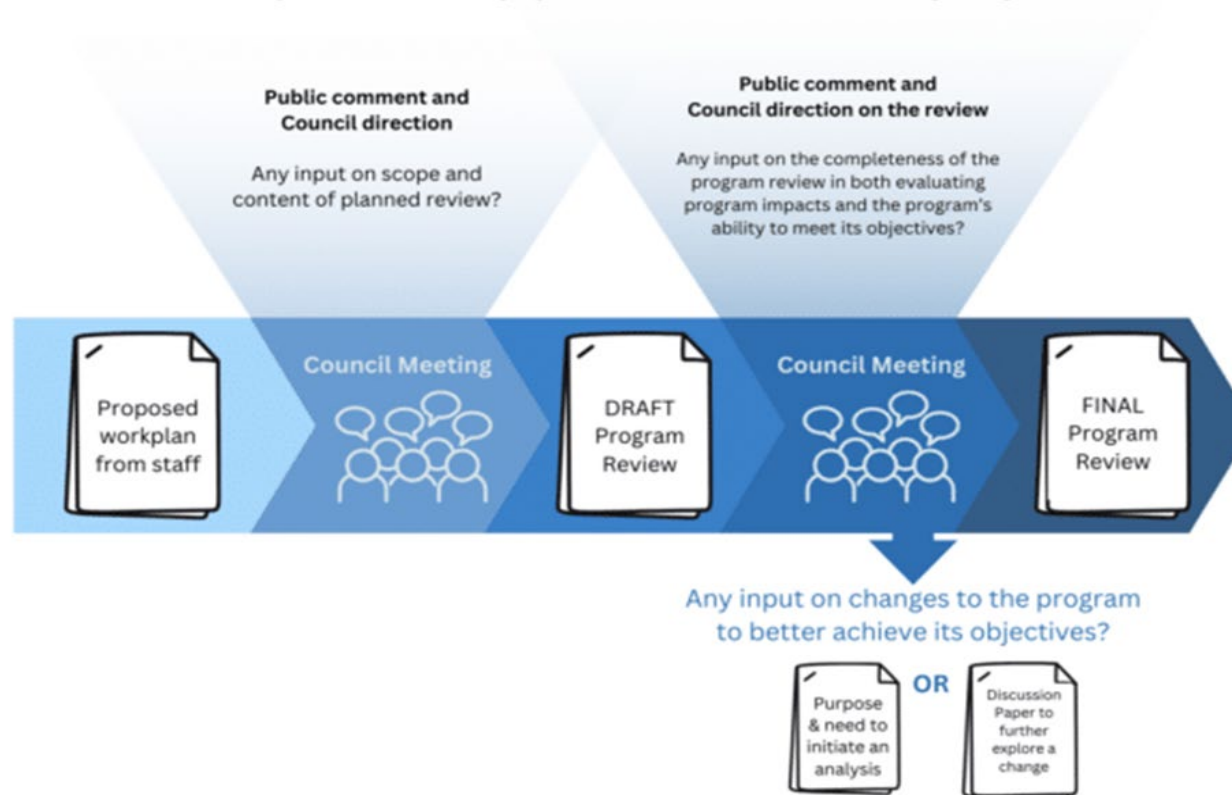 Public comment and
Council direction
Any input on scope and
content of planned review?
Public comment and
Council direction on the review
Any input on the completeness of the
program review in both evaluating
program impacts and the program's
ability to meet its objectives?
Proposed
workplan
from staff
Council Meeting
DRAFT
Program
Review
Council Meeting
FINAL
Program
Review
Any input on changes to the program
to better achieve its objectives?
Purpose
& need to
initiate an
analysis
OR
Discussion
Paper to
further
explore a
change